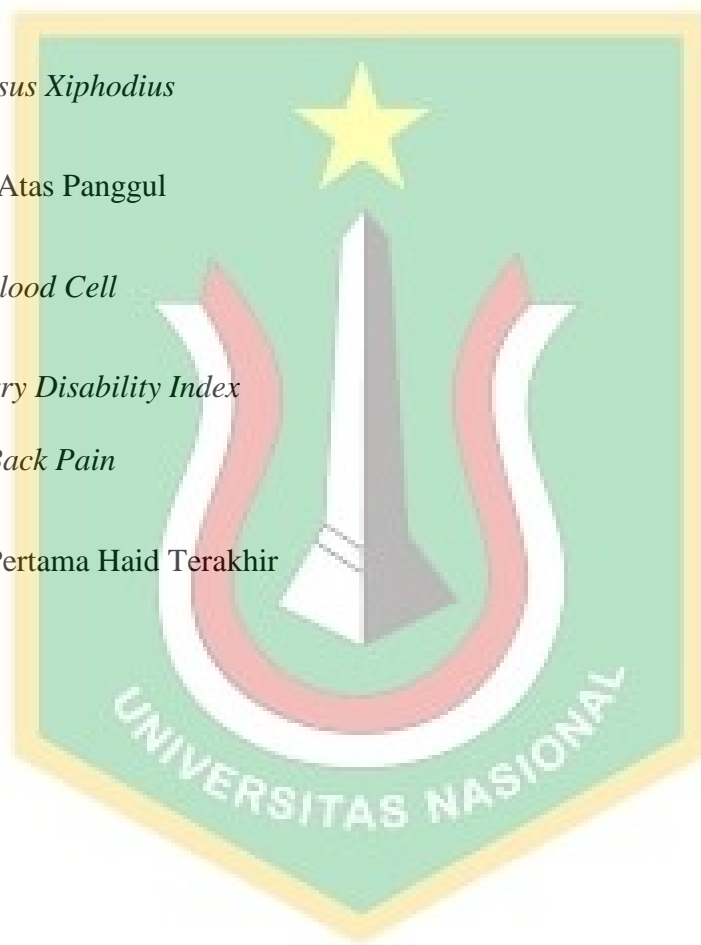 sus Xiphodius
Atas Panggul
lood Cell
ry Disability Index
Back Pain
Pertama Haid Terakhir
UNIVERSITAS NASIONAL